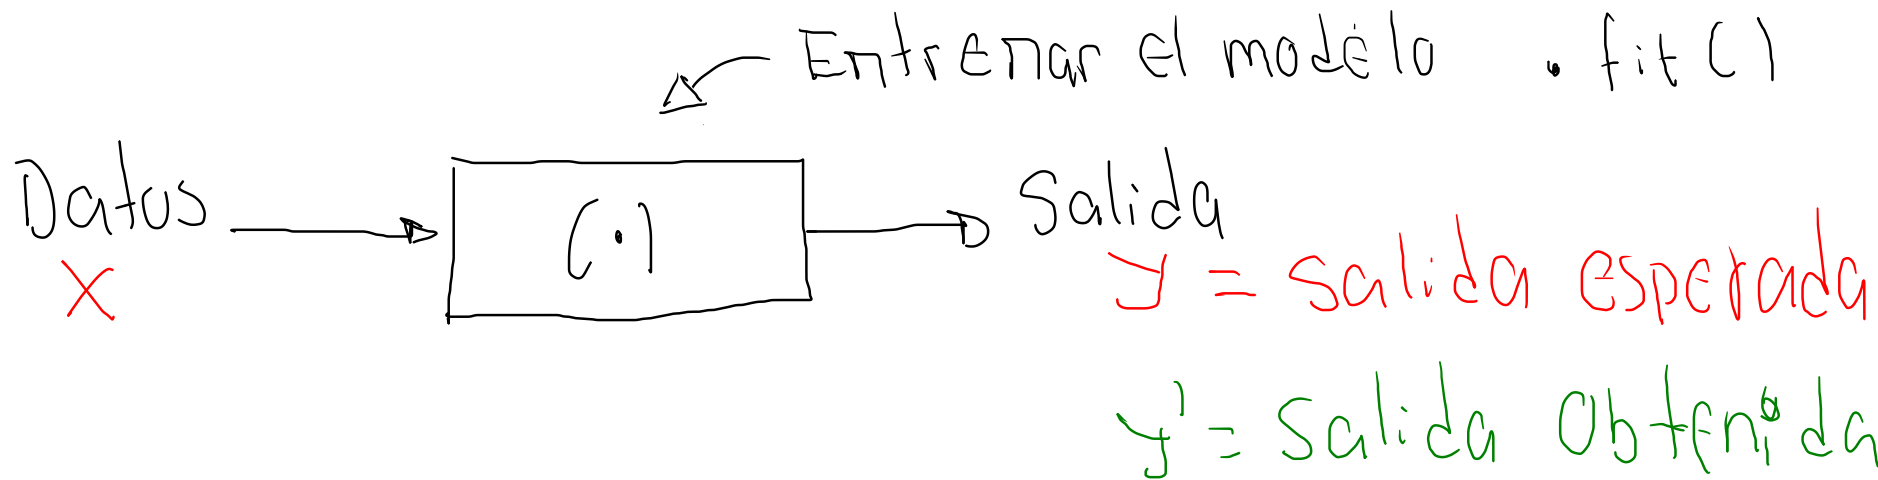 Entrenar el modelo .fit()
Datos
(·)
Salida
X
y = salida esperada
y' = salida obtenida